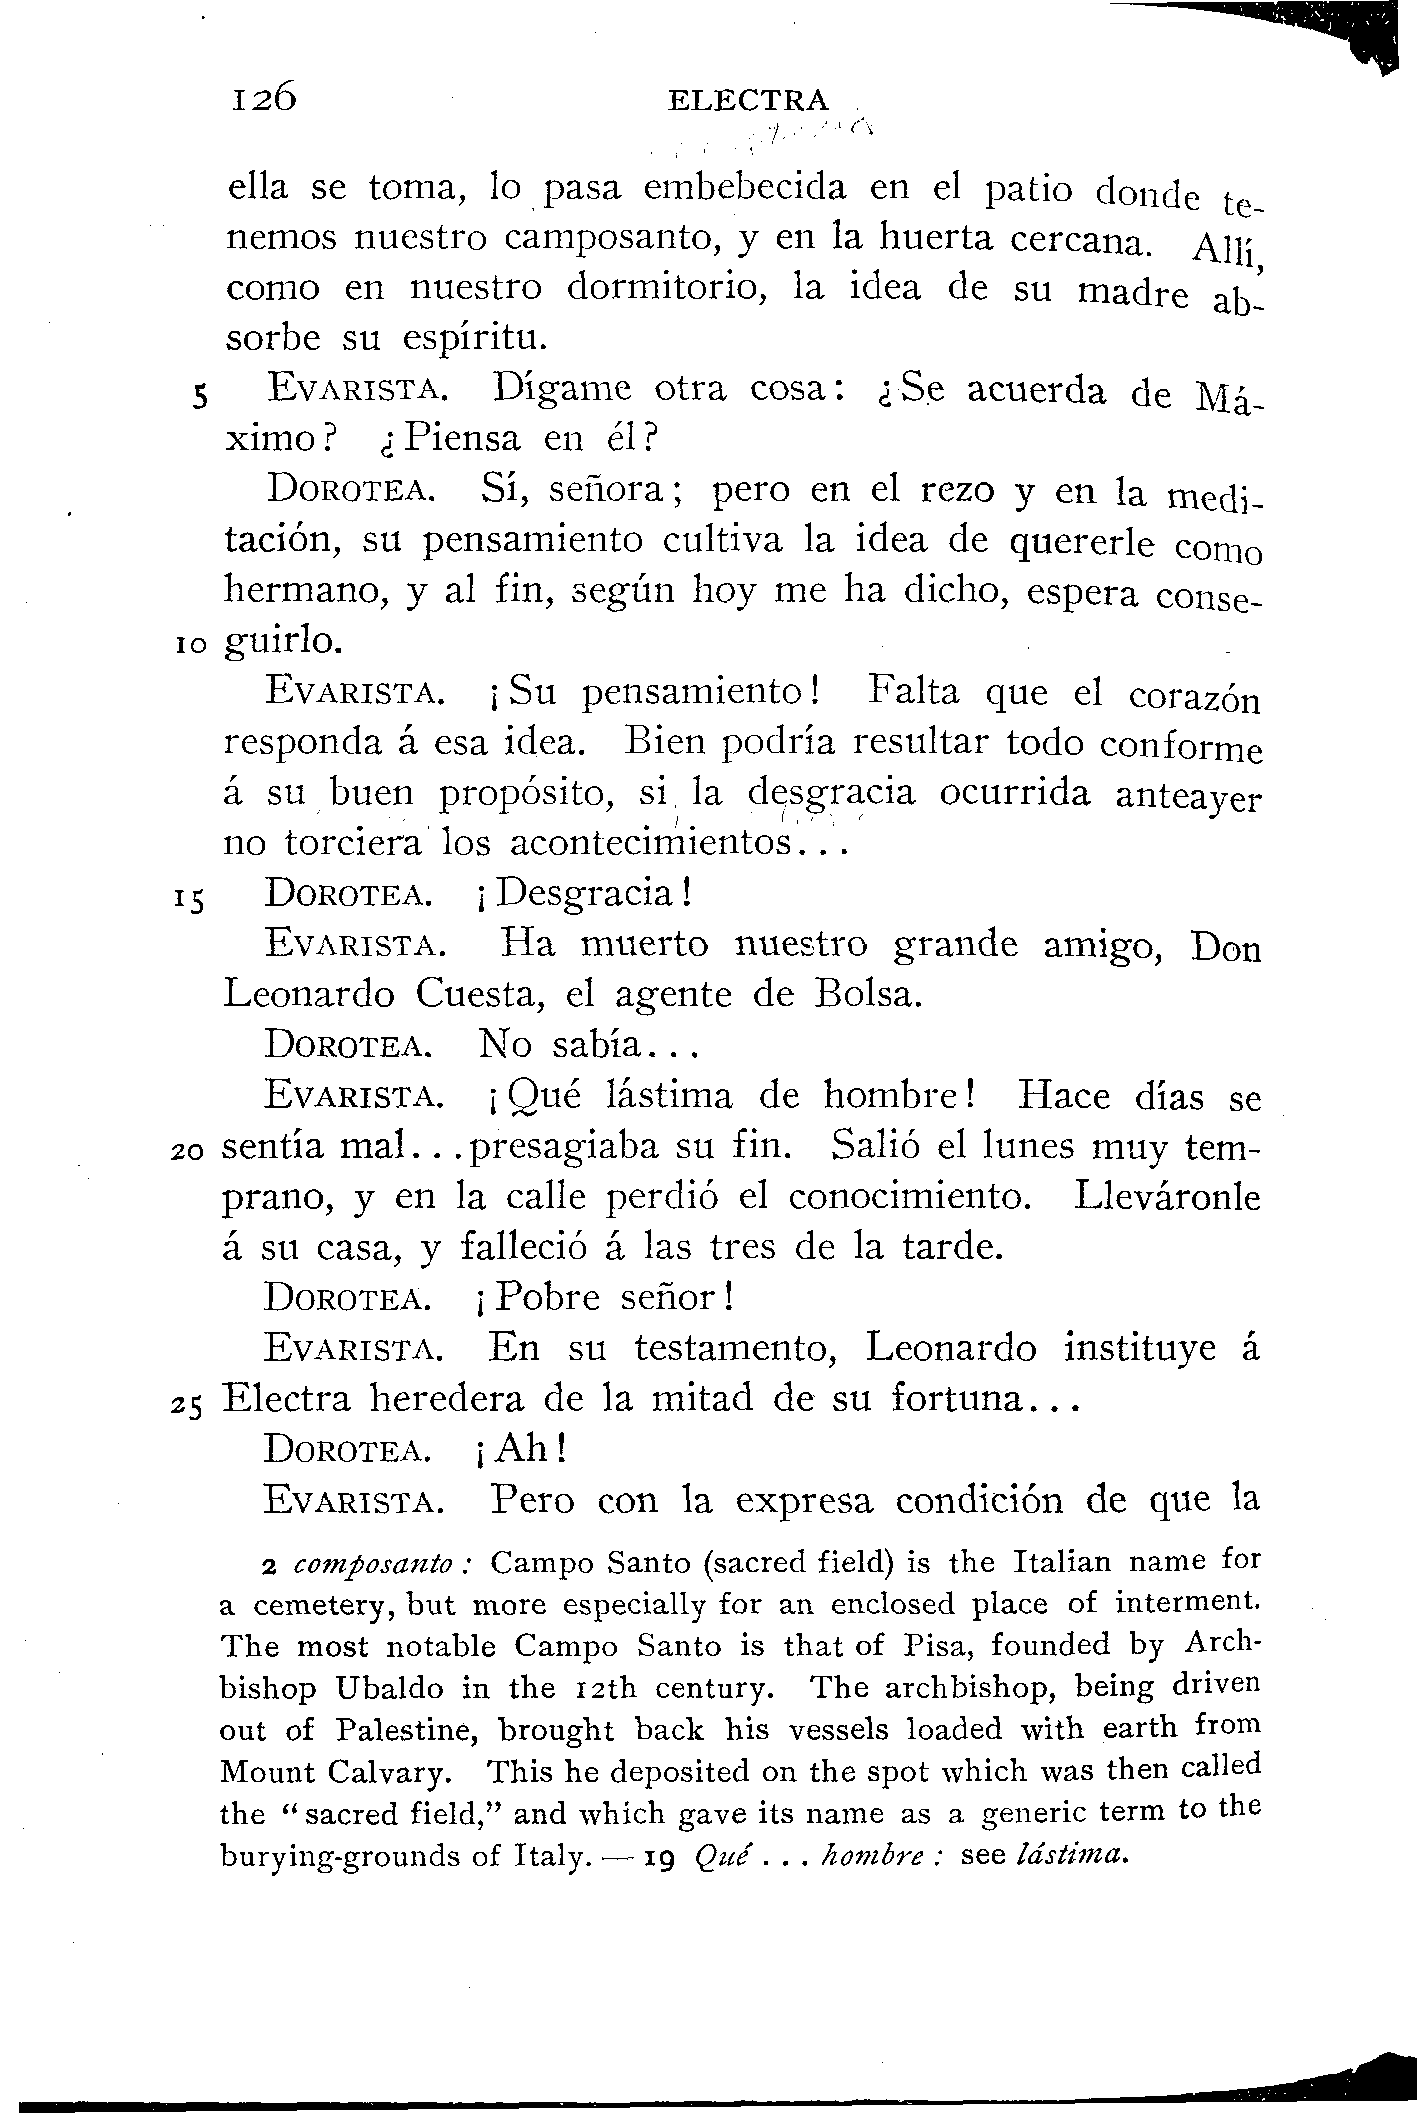 126 ELECTRA
ella se toma, lo pasa embebecida en el patio donde te-
nemos nuestro camposanto, y en la huerta cercana. Allí,
como en nuestro dormitorio, la idea de su madre ab-
sorbe su espíritu.
5 EVARISTA. Dígame otra cosa: ¿Se acuerda de Má-
ximo? ¿Piensa en él?
DOROTEA. Sí, señora; pero en el rezo y en la medi-
tación, su pensamiento cultiva la idea de quererle como
hermano, y al fin, según hoy me ha dicho, espera conse-
10 guirlo.
EVARISTA. ¡Su pensamiento! Falta que el corazón
responda á esa idea. Bien podría resultar todo conforme
á su buen propósito, si la desgracia ocurrida anteayer
no torciera los acontecimientos...
15 DOROTEA. ¡Desgracia!
EVARISTA. Ha muerto nuestro grande amigo, Don
Leonardo Cuesta, el agente de Bolsa.
DOROTEA. No sabía...
EVARISTA. ¡Qué lástima de hombre! Hace días se
20 sentía mal...presagiaba su fin. Salió el lunes muy tem-
prano, y en la calle perdió el conocimiento. Lleváronle
á su casa, y falleció á las tres de la tarde.
DOROTEA. ¡Pobre señor!
EVARISTA. En su testamento, Leonardo instituye á
25 Electra heredera de la mitad de su fortuna...
DOROTEA. ¡Ah!
EVARISTA. Pero con la expresa condición de que la
2 composanto: Campo Santo (sacred field) is the Italian name for
a cemetery, but more especially for an enclosed place of interment.
The most notable Campo Santo is that of Pisa, founded by Arch-
bishop Ubaldo in the 12th century. The archbishop, being driven
out of Palestine, brought back his vessels loaded with earth from
Mount Calvary. This he deposited on the spot which was then called
the "sacred field," and which gave its name as a generic term to the
burying-grounds of Italy. — 19 Qué . . . hombre: see lástima.